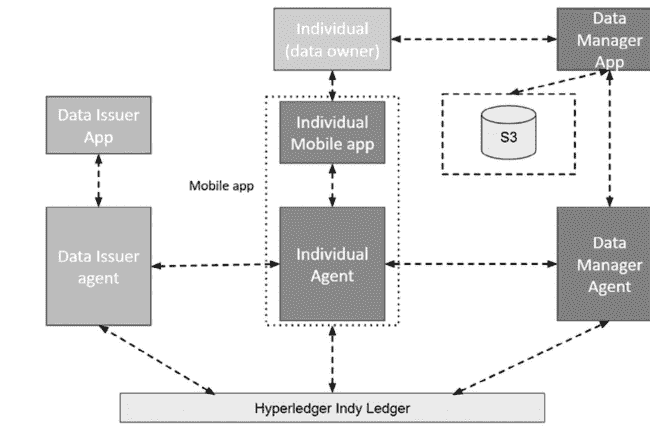 Individual
(data owner)
Data
Manager
App
Data Issuer
App
Individual
Mobile app
S3
Mobile app
Data Issuer
agent
Individual
Agent
Data
Manager
Agent
Hyperledger Indy Ledger